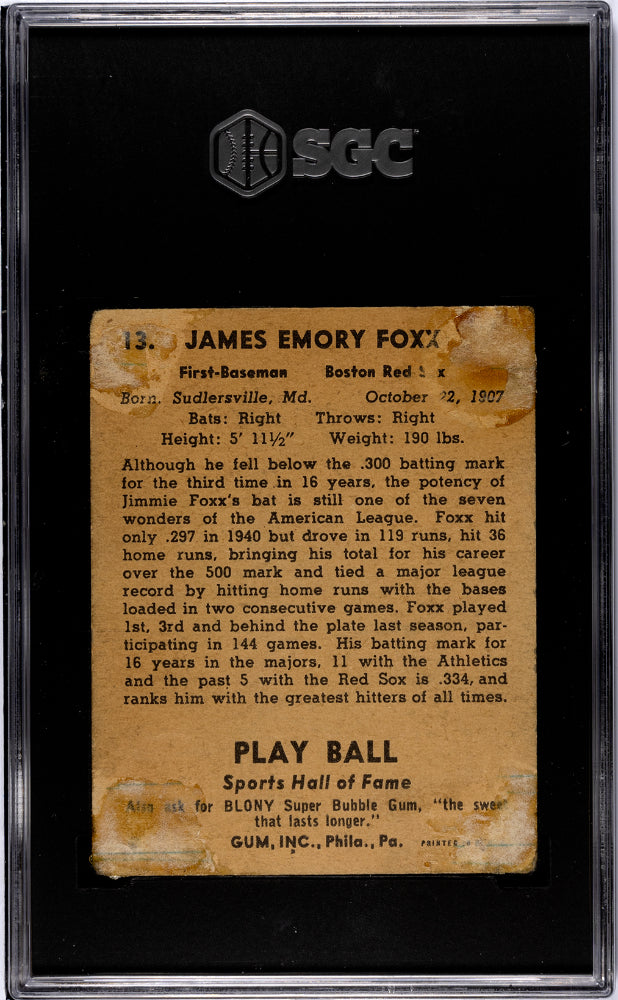 SGC
13. JAMES EMORY FOXX
First-Baseman Boston Red
Born. Sudlersville, Md. October 22, 1907
Bats: Right Throws: Right
Height: 5' 11½" Weight: 190 lbs.
Although he fell below the .300 batting mark
for the third time in 16 years, the potency of
Jimmie Foxx's bat is still one of the seven
wonders of the American League. Foxx hit
only .297 in 1940 but drove in 119 runs, hit 36
home runs, bringing his total for his career
over the 500 mark and tied a major league
record by hitting home runs with the bases
loaded in two consecutive games. Foxx played
1st, 3rd and behind the plate last season, par-
ticipating in 144 games. His batting mark for
16 years in the majors, 11 with the Athletics
and the past 5 with the Red Sox is .334, and
ranks him with the greatest hitters of all times.
PLAY BALL
Sports Hall of Fame
Also ask for BLONY Super Bubble Gum, "the
that lasts longer."
GUM, INC., Phila., Pa. PRINTED